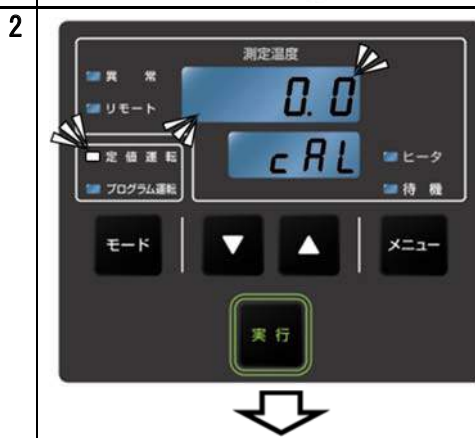 2
測定温度
異 常
0.0
リモート
定 値 運 転
cAL
ヒータ
プログラム運転
待 機
モード
▼
▲
メニュー
実 行